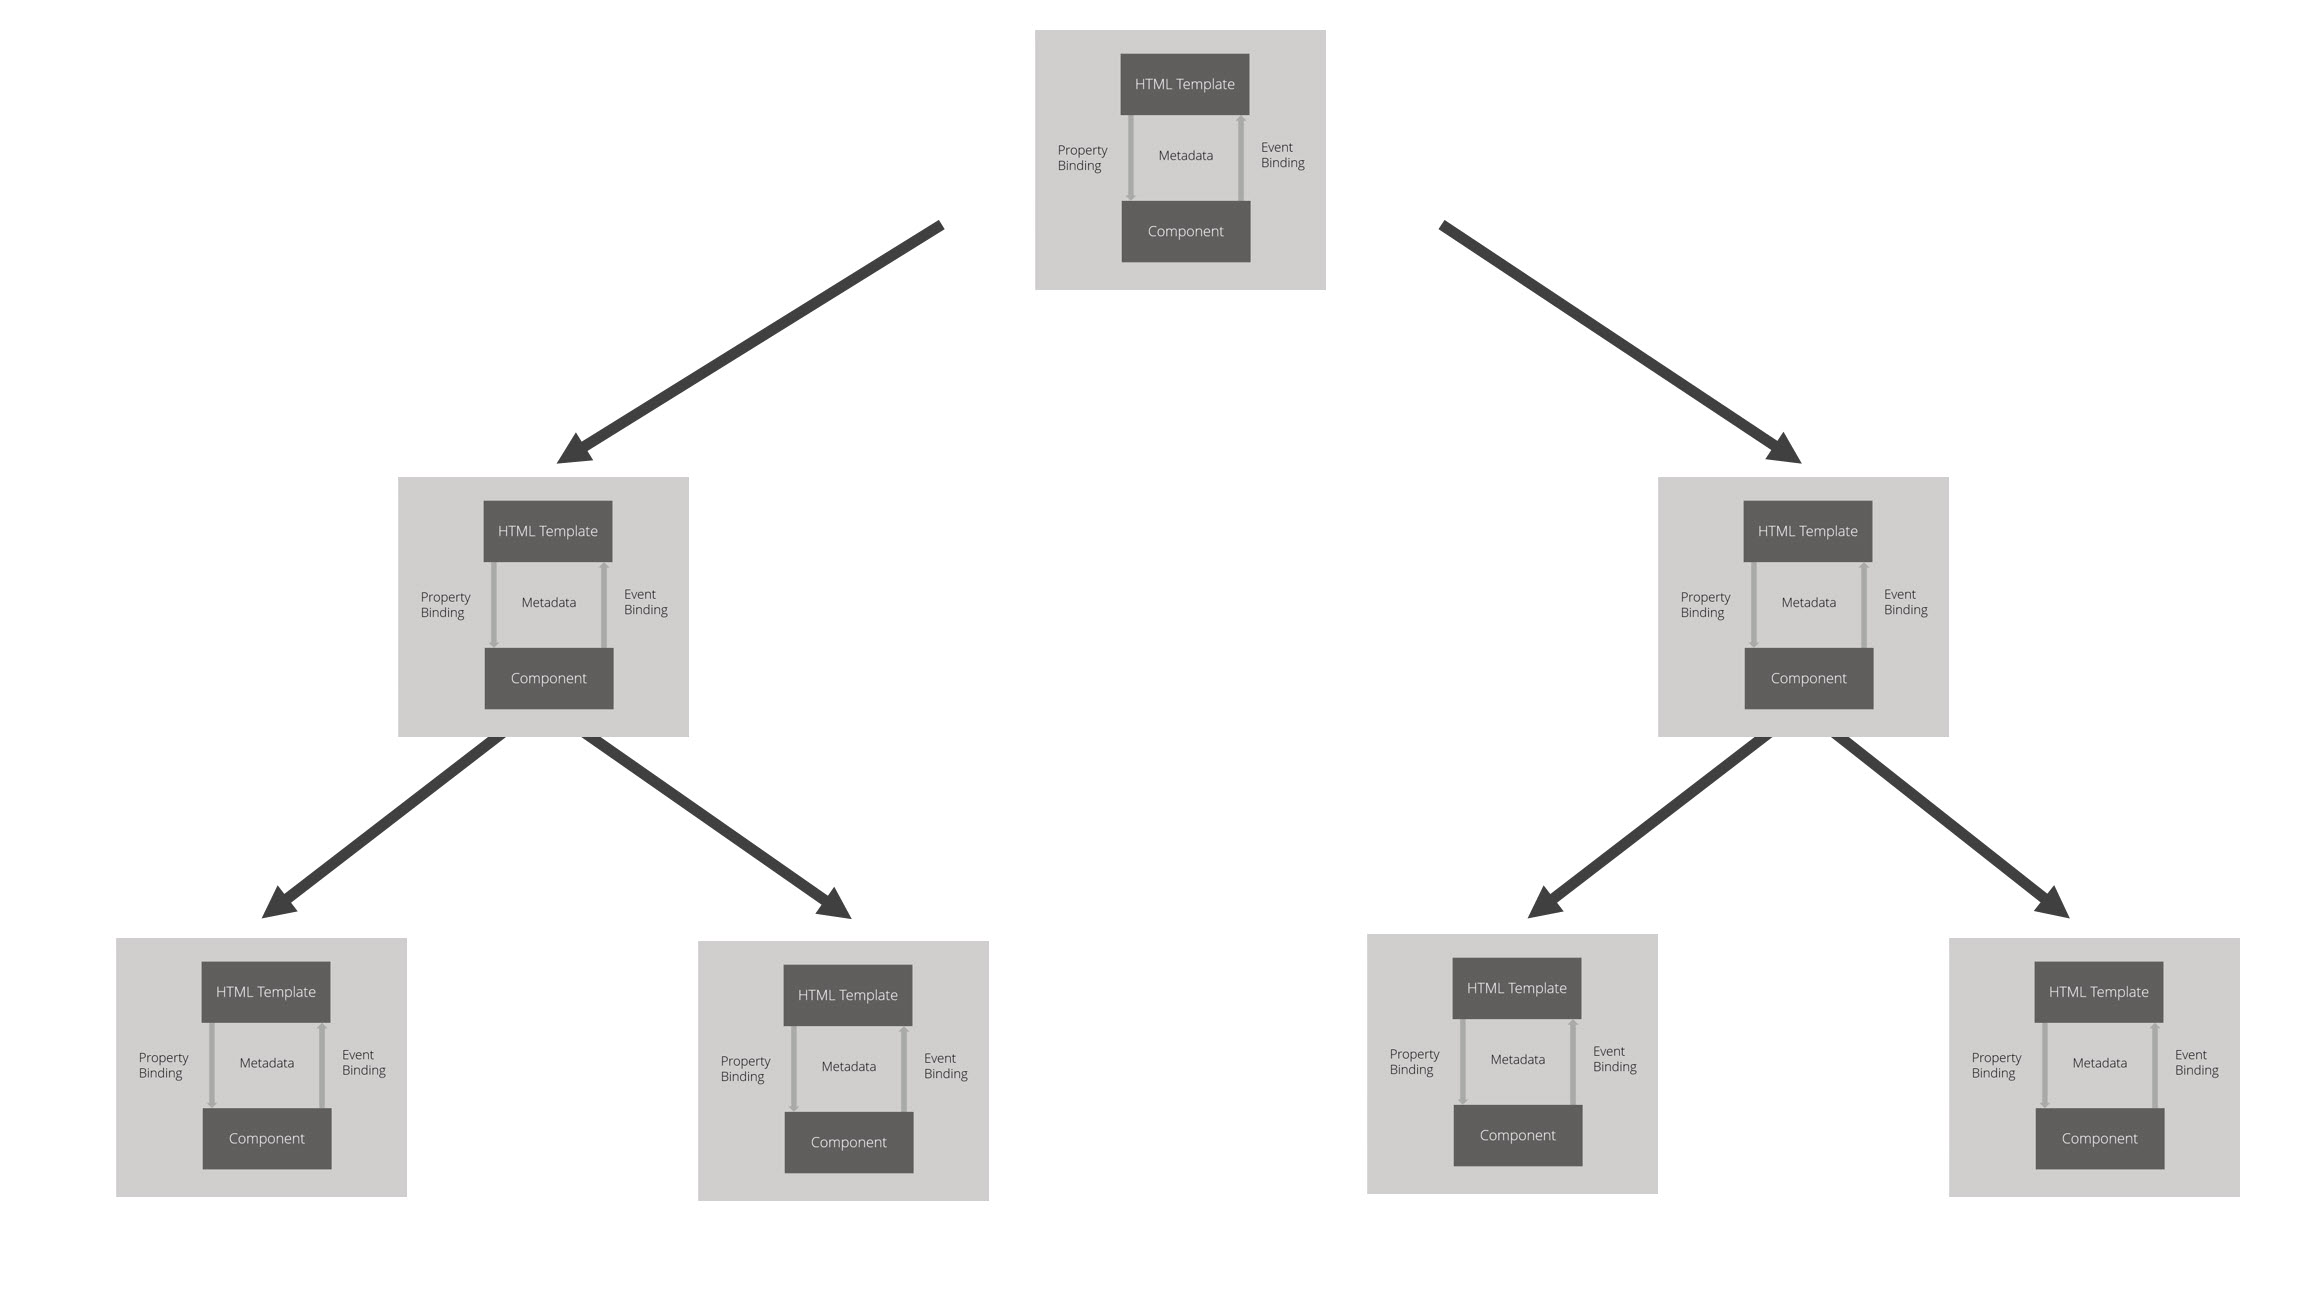 HTML Template
Property
Binding
Metadata
Event
Binding
Component
HTML Template
Property
Binding
Metadata
Event
Binding
Component
HTML Template
Property
Binding
Metadata
Event
Binding
Component
HTML Template
Property
Binding
Metadata
Event
Binding
Component
HTML Template
Property
Binding
Metadata
Event
Binding
Component
HTML Template
Property
Binding
Metadata
Event
Binding
Component
HTML Template
Property
Binding
Metadata
Event
Binding
Component